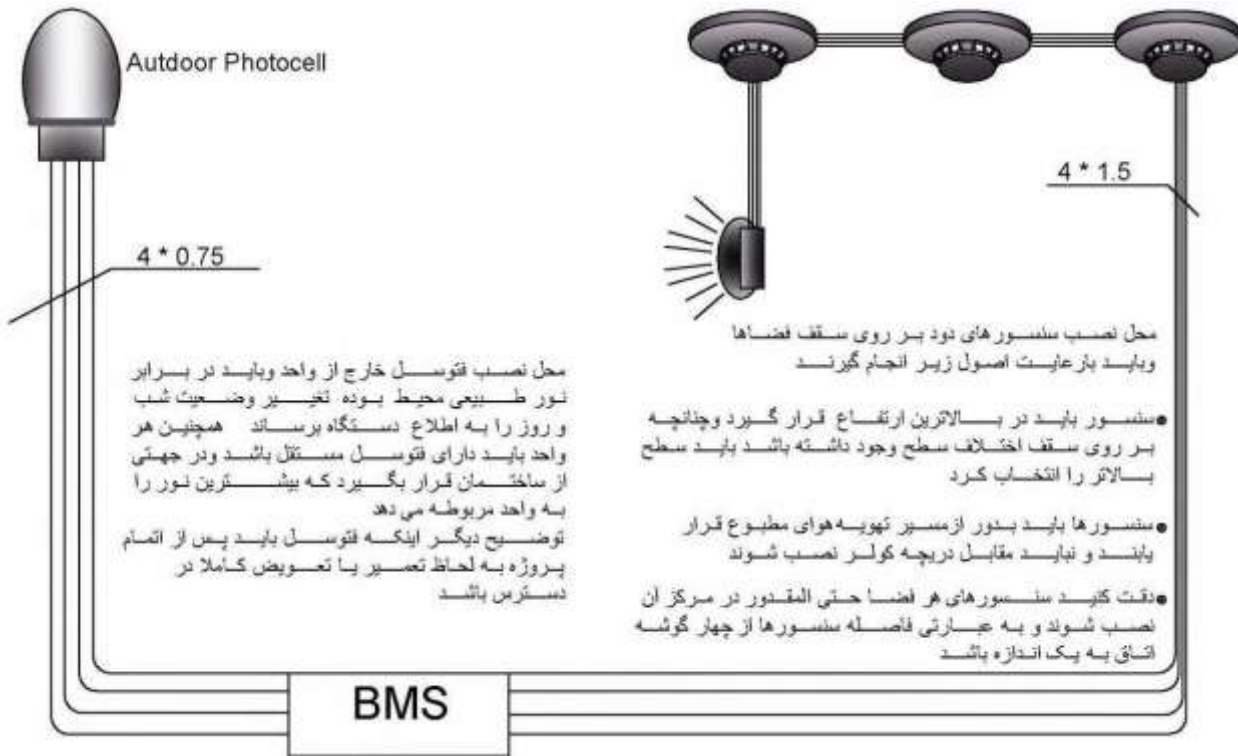 Autdoor Photocell
4 * 1.5
4 * 0.75
محل نصب سنسورهای دود بر روی سقف فضاها
وباید بارعایت اصول زیر انجام گیرند
●سنسور باید در بالاترین ارتفاع قرار گیرد وچنانچه
بر روی سقف اختلاف سطح وجود داشته باشد باید سطح
بالاتر را انتخاب کرد
● سنسورها باید بدور ازمسیر تهویه هوای مطبوع قرار
یابند و نباید مقابل دریچه کولر نصب شوند
●دقت کنید سنسورهای هر فضا حتی المقدور در مرکز آن
نصب شوند و به عبارتی فاصله سنسورها از چهار گوشه
اتاق به یک اندازه باشد
محل نصب فتوسل خارج از واحد وباید در برابر
نور طبیعی محیط بوده تغییر وضعیت شب
و روز را به اطلاع دستگاه برساند همچنین هر
واحد باید دارای فتوسل مستقل باشد ودر جهتی
از ساختمان قرار بگیرد که بیشترین نور را
به واحد مربوطه می دهد
توضیح دیگر اینکه فتوسل باید پس از اتمام
پروژه به لحاظ تعمیر یا تعویض کاملا در
دسترس باشد
BMS